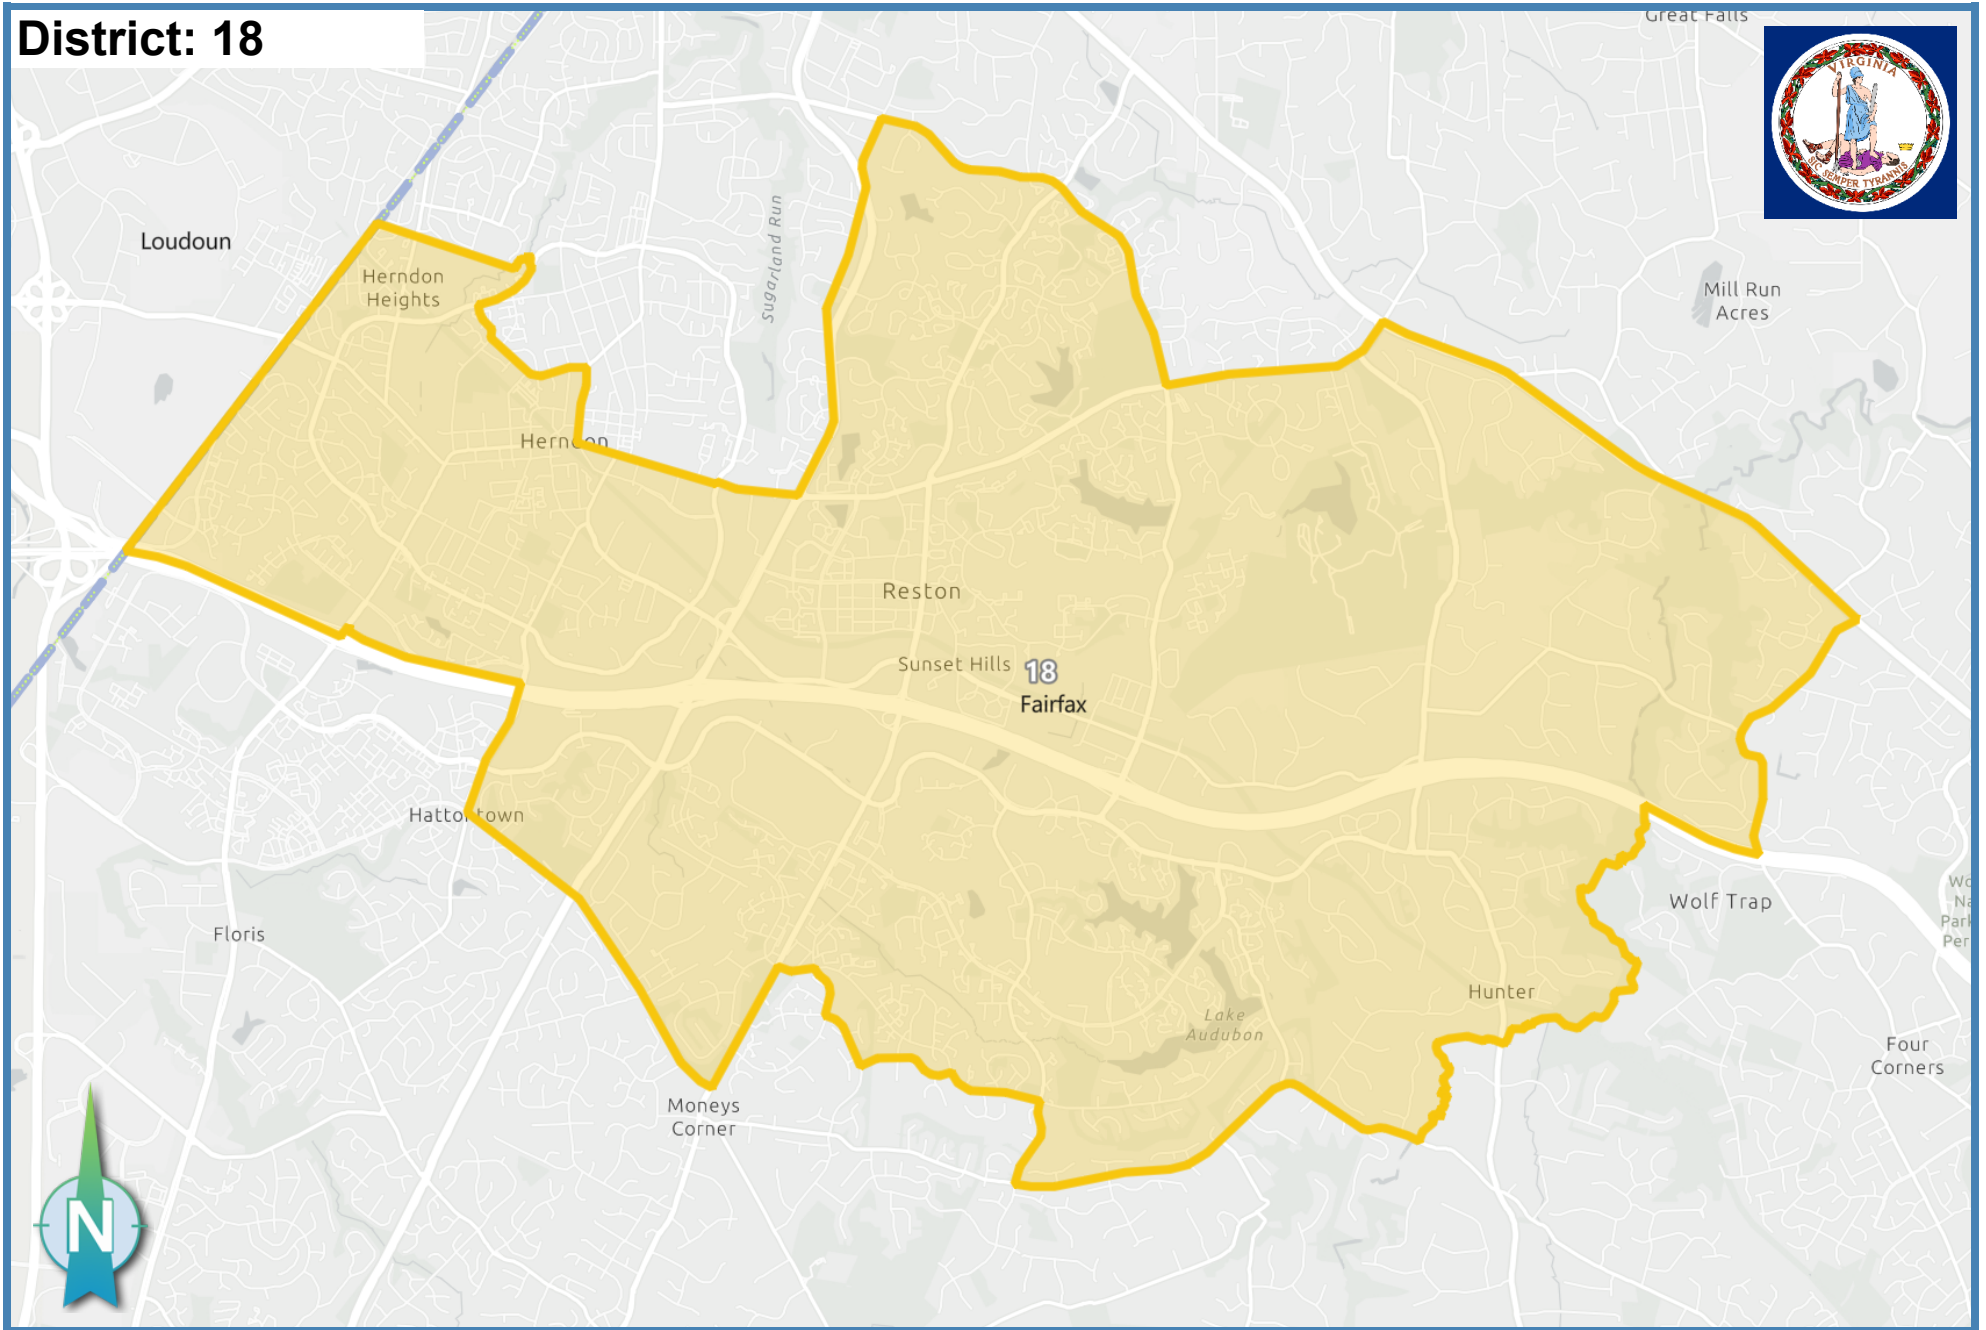 District: 18
Great Falls
VIRGINIA
SIC SEMPER TYRANNIS
Loudoun
Herndon
Heights
Sugarland Run
Mill Run
Acres
Herndon
Reston
Sunset Hills
18
Fairfax
Hattontown
Wolf Trap
Floris
Hunter
Lake
Audubon
Four
Corners
Moneys
Corner
N